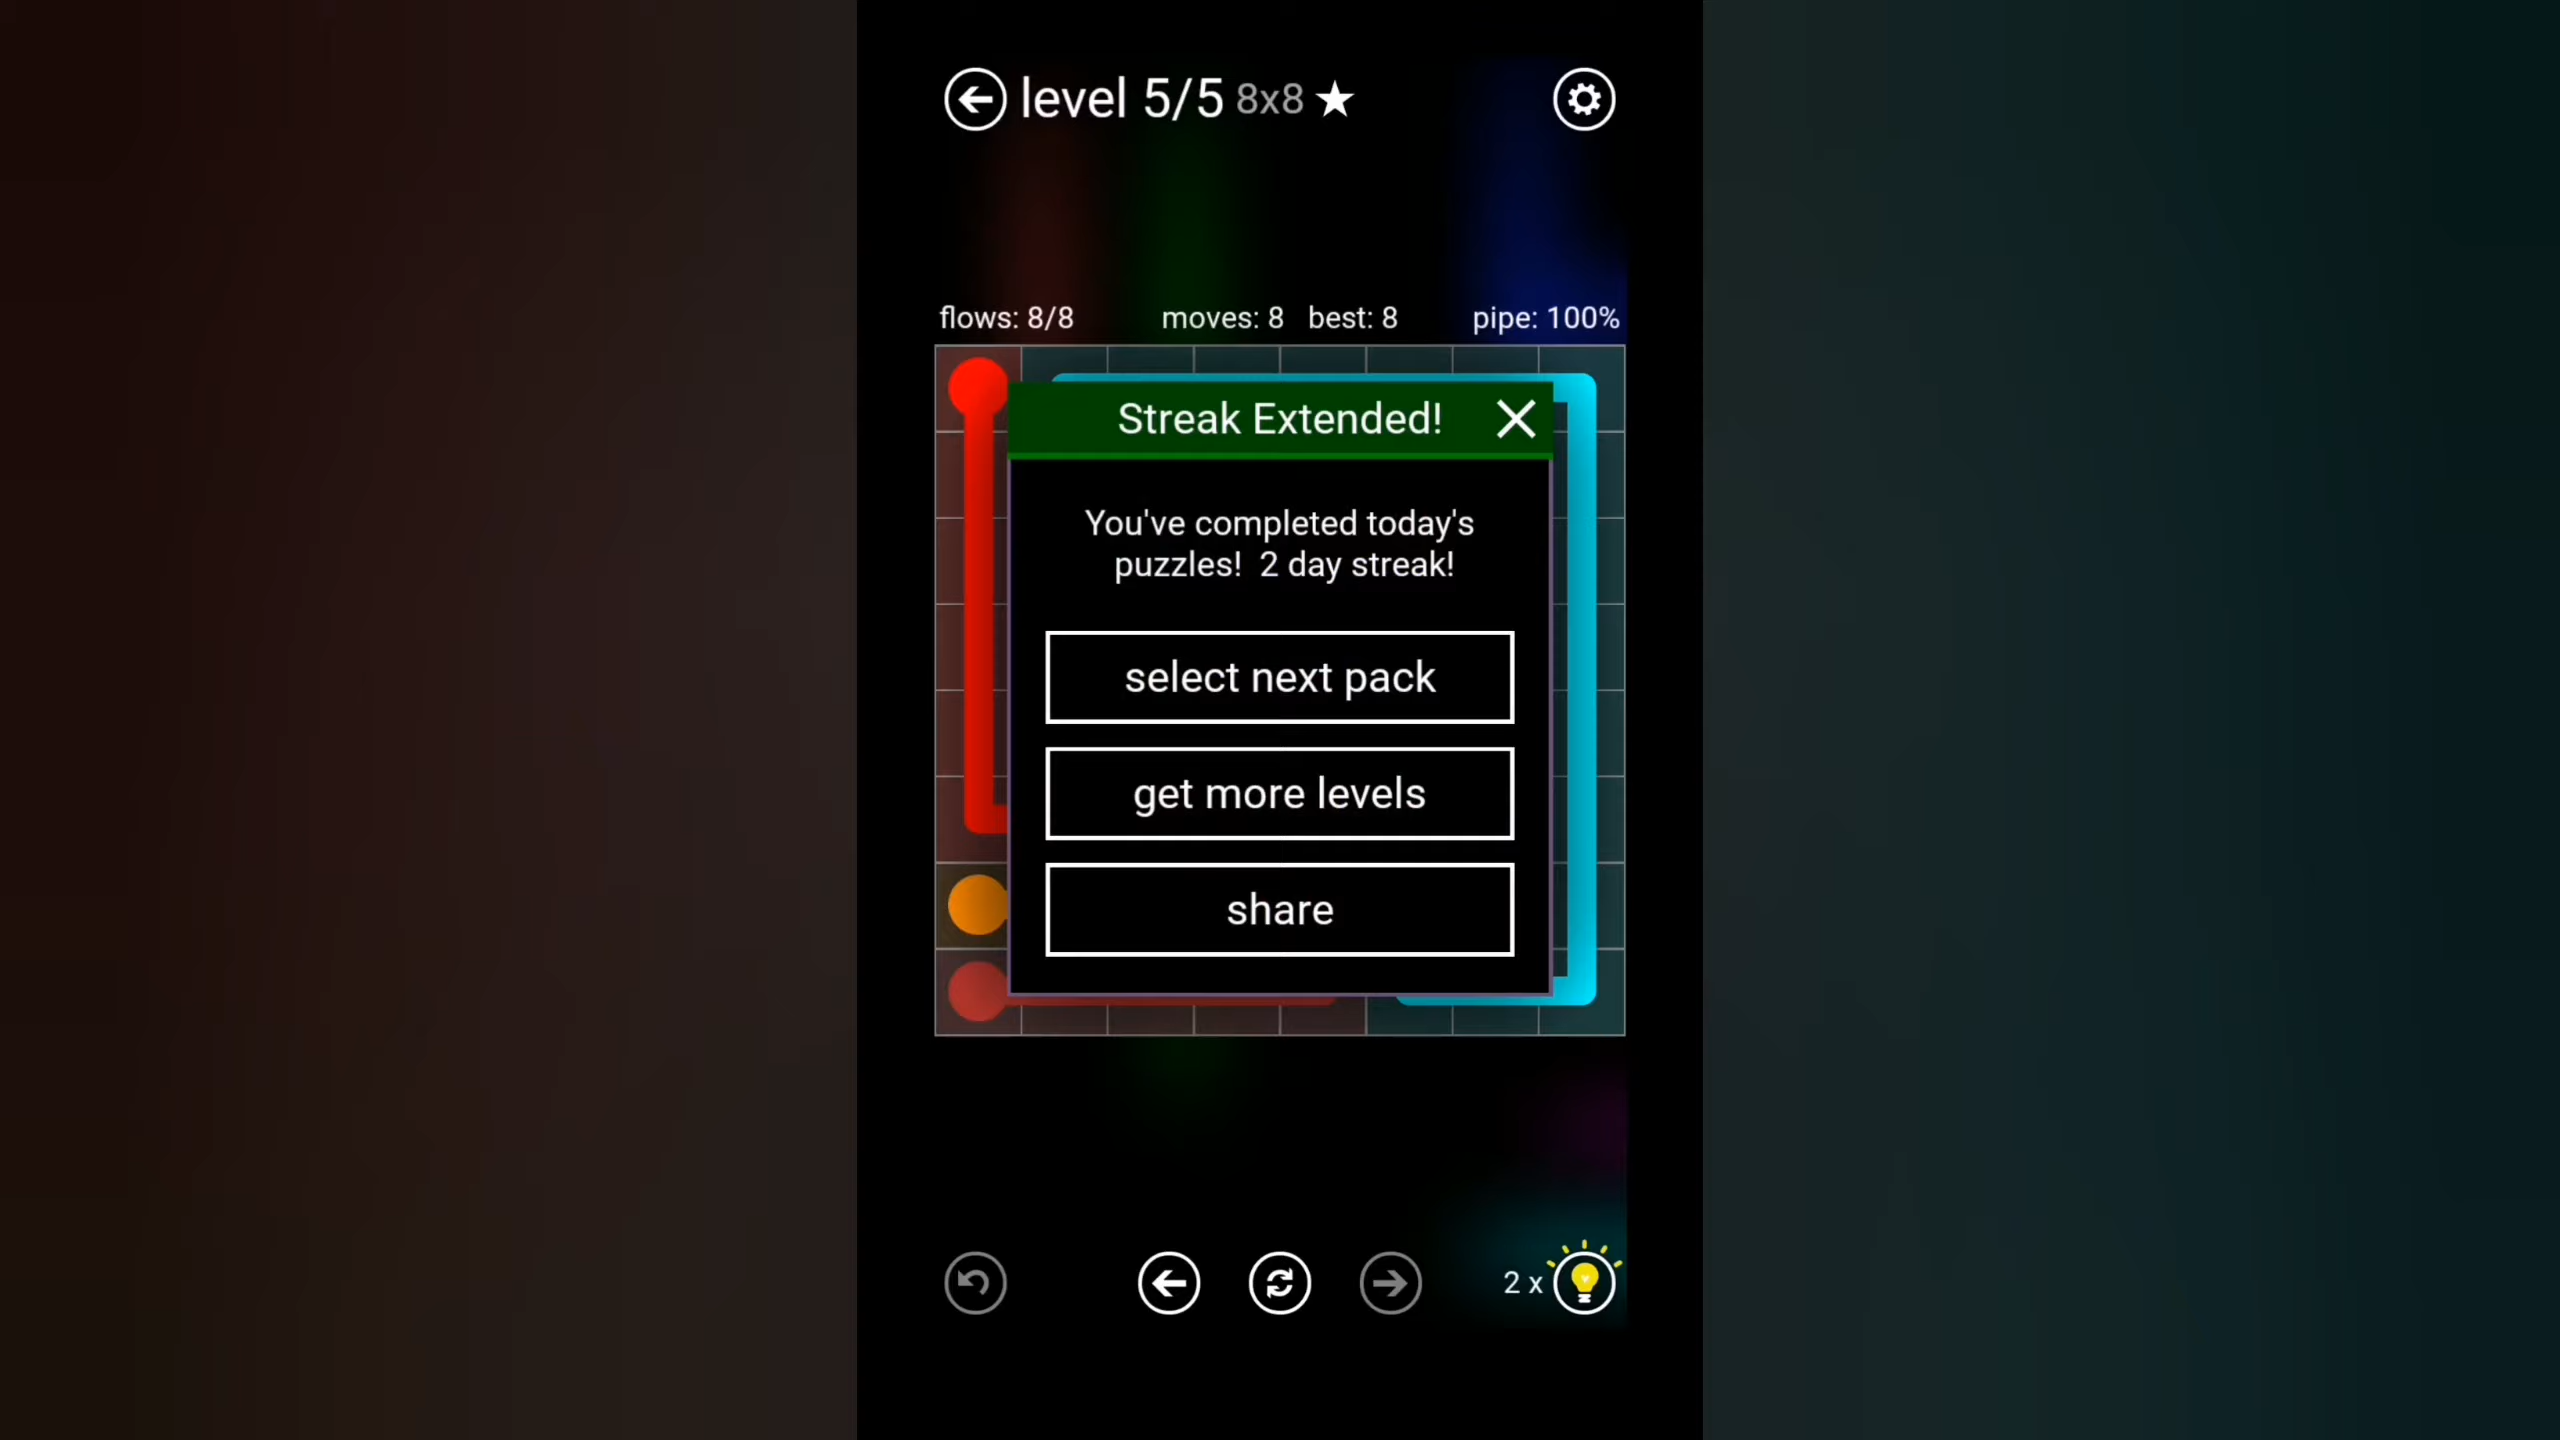 level 5/5 8x8
flows: 8/8 moves: 8 best: 8 pipe: 100%
Streak Extended!
You've completed today's
puzzles! 2 day streak!
select next pack
get more levels
share
2 x